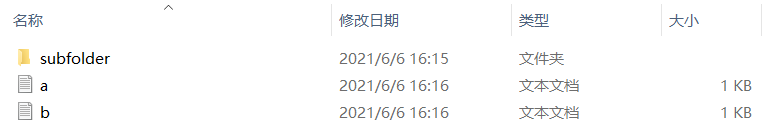 名称 修改日期 类型 大小
subfolder 2021/6/6 16:15 文件夹
a 2021/6/6 16:16 文本文档 1 KB
b 2021/6/6 16:16 文本文档 1 KB